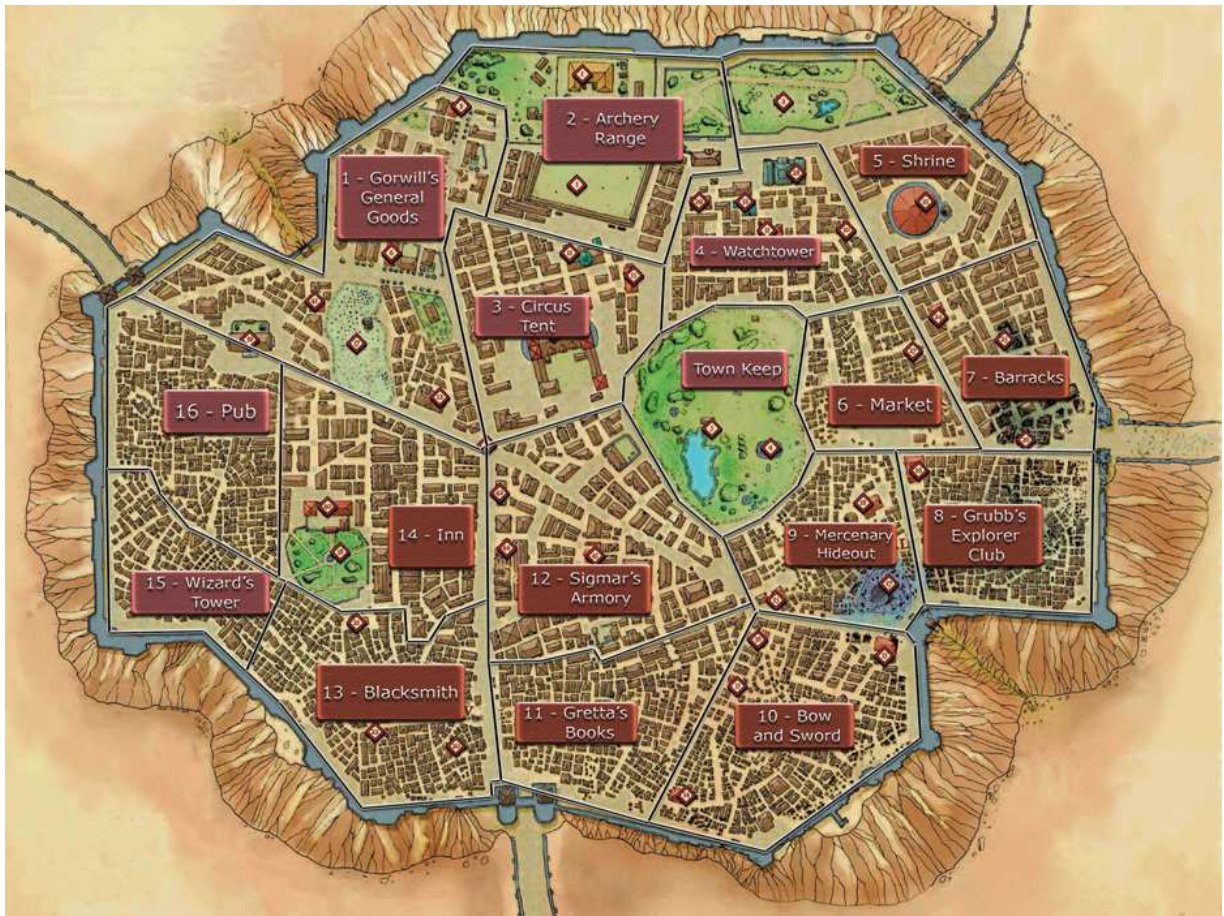 2 - Archery
Range
1 - Gorwill's
General
Goods
5 - Shrine
4 - Watchtower
3 - Circus
Tent
Town Keep
7 - Barracks
6 - Market
16 - Pub
14 - Inn
9 - Mercenary
Hideout
8 - Grubb's
Explorer
Club
15 - Wizard's
Tower
12 - Sigmar's
Armory
13 - Blacksmith
11 - Gretta's
Books
10 - Bow
and Sword